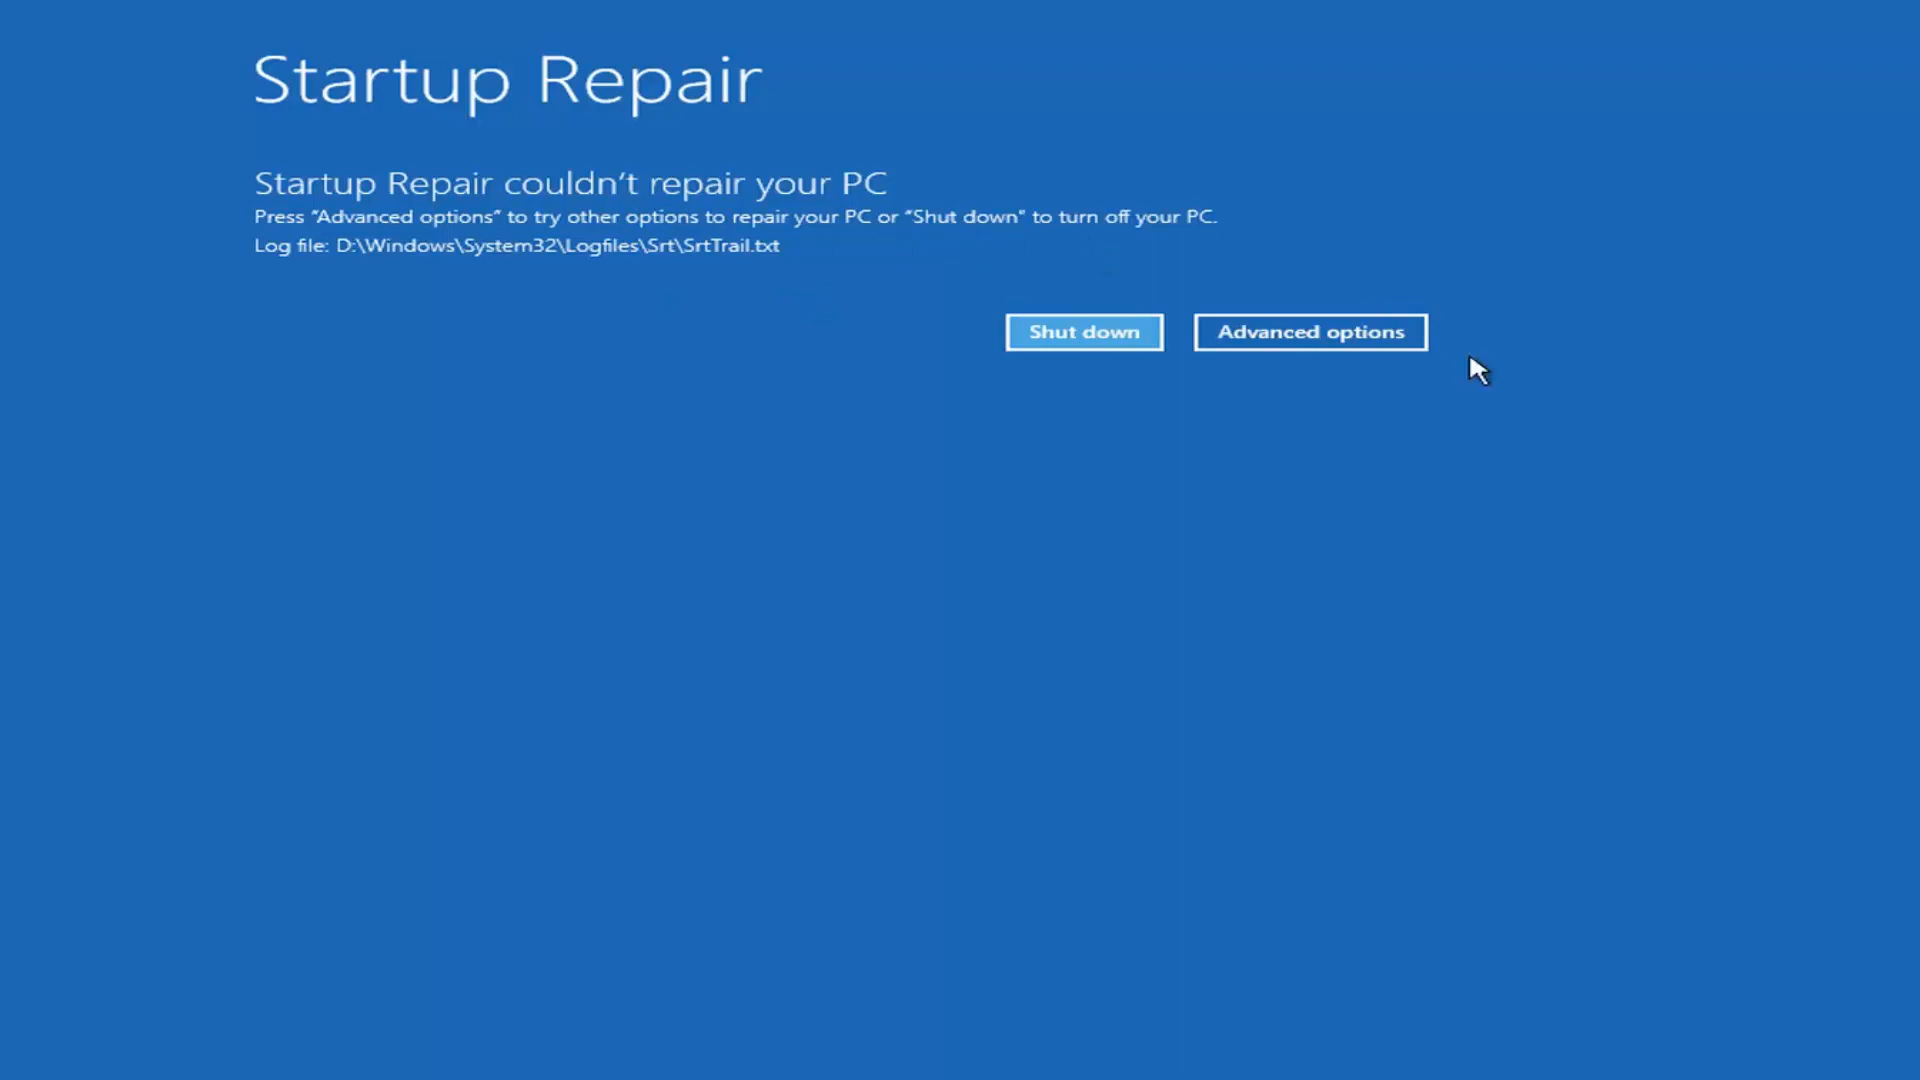 Startup Repair
Startup Repair couldn't repair your PC
Press “Advanced options” to try other options to repair your PC or “Shut down” to turn off your PC.
Log file: D:\Windows\System32\Logfiles\Srt\SrtTrail.txt
Shut down
Advanced options